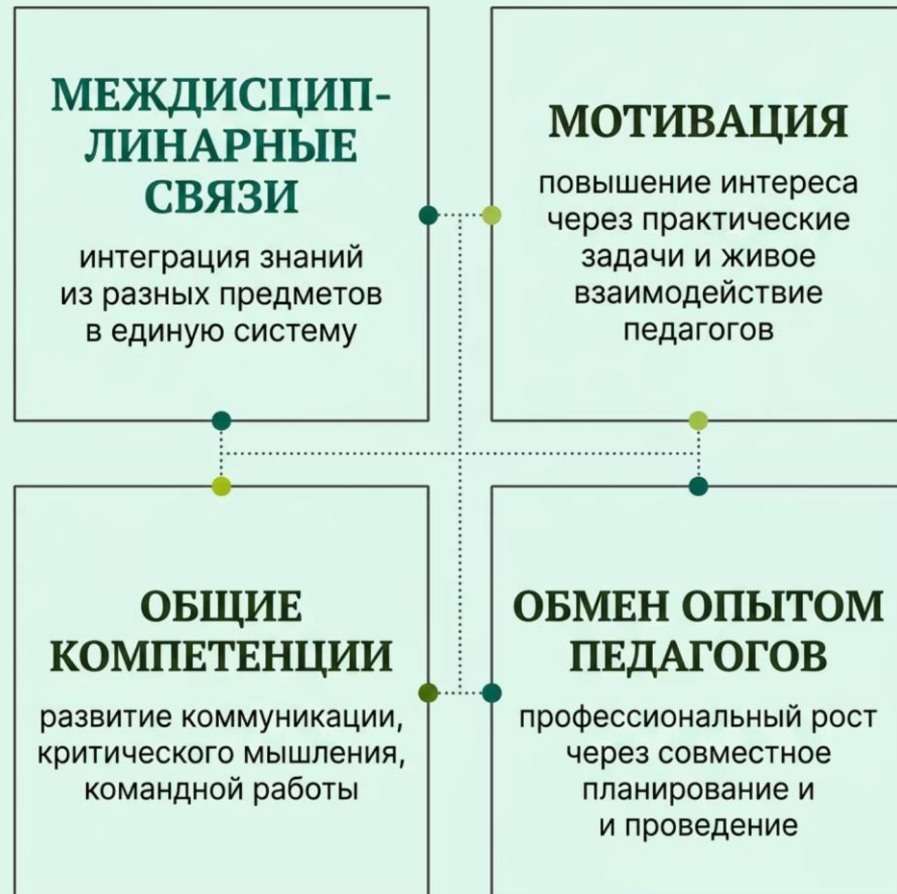 МЕЖДИСЦИП-
ЛИНАРНЫЕ
СВЯЗИ
интеграция знаний
из разных предметов
в единую систему
МОТИВАЦИЯ
повышение интереса
через практические
задачи и живое
взаимодействие
педагогов
ОБЩИЕ
КОМПЕТЕНЦИИ
развитие коммуникации,
критического мышления,
командной работы
ОБМЕН ОПЫТОМ
ПЕДАГОГОВ
профессиональный рост
через совместное
планирование и
и проведение